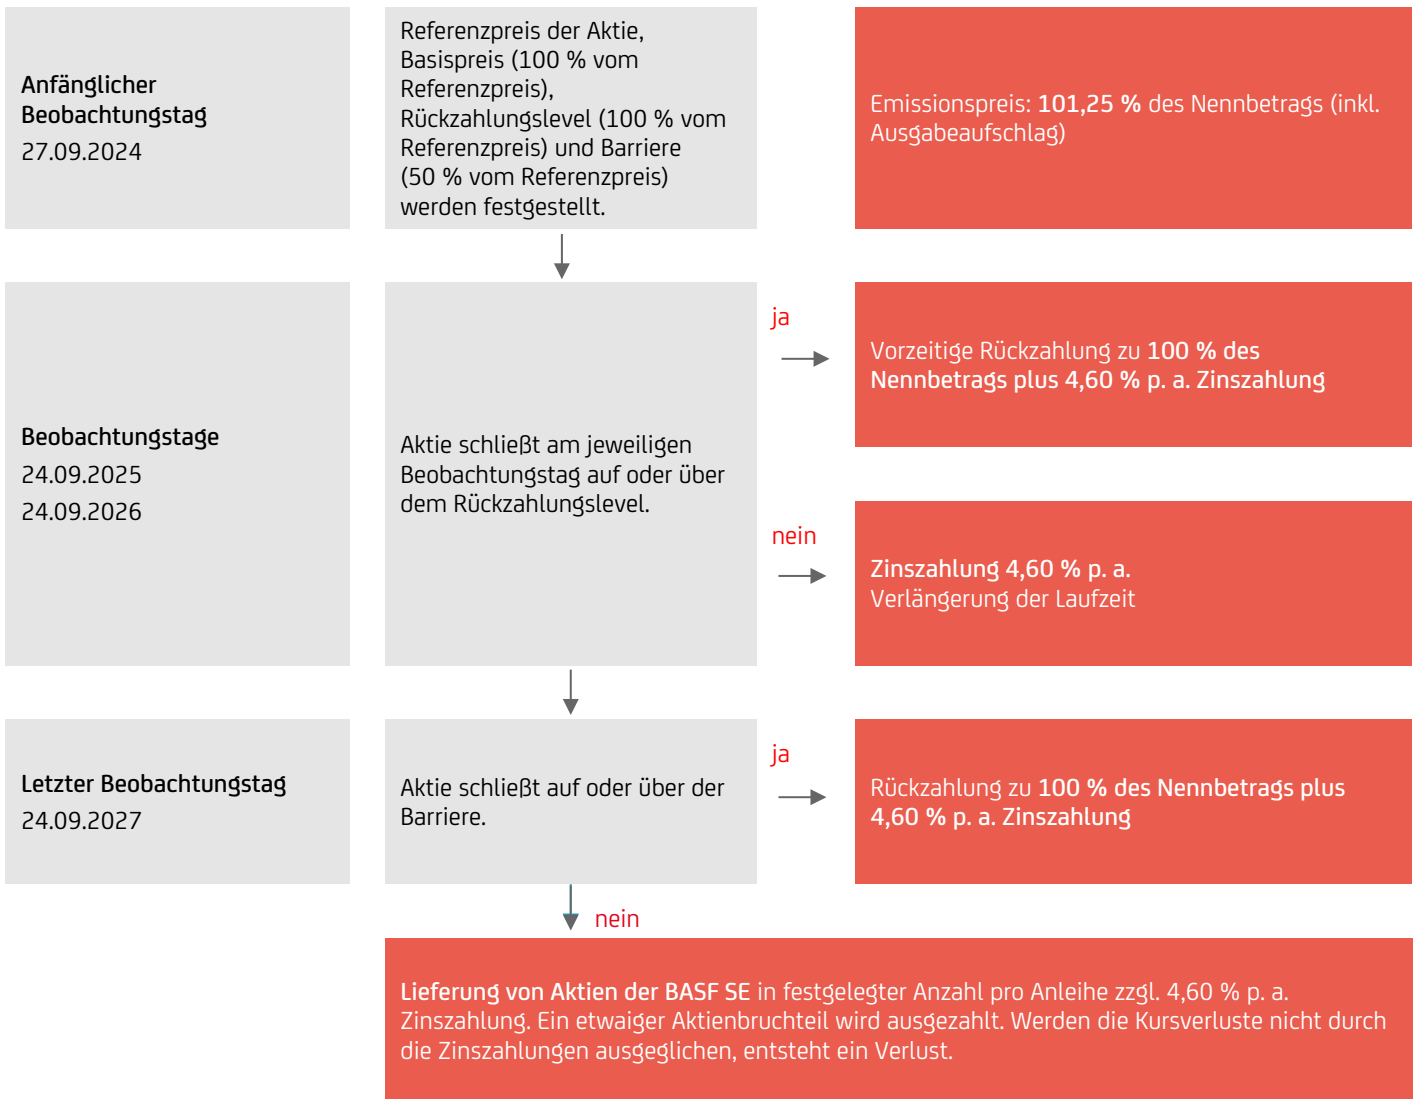 Anfänglicher
Beobachtungstag
27.09.2024
Referenzpreis der Aktie,
Basispreis (100 % vom
Referenzpreis),
Rückzahlungslevel (100 % vom
Referenzpreis) und Barriere
(50 % vom Referenzpreis)
werden festgestellt.
Emissionspreis: 101,25 % des Nennbetrags (inkl.
Ausgabeaufschlag)
Beobachtungstage
24.09.2025
24.09.2026
Aktie schließt am jeweiligen
Beobachtungstag auf oder über
dem Rückzahlungslevel.
ja
Vorzeitige Rückzahlung zu 100 % des
Nennbetrags plus 4,60 % p. a. Zinszahlung
nein
Zinszahlung 4,60 % p. a.
Verlängerung der Laufzeit
Letzter Beobachtungstag
24.09.2027
Aktie schließt auf oder über der
Barriere.
ja
Rückzahlung zu 100 % des Nennbetrags plus
4,60 % p. a. Zinszahlung
nein
Lieferung von Aktien der BASF SE in festgelegter Anzahl pro Anleihe zzgl. 4,60 % p. a.
Zinszahlung. Ein etwaiger Aktienbruchteil wird ausgezahlt. Werden die Kursverluste nicht durch
die Zinszahlungen ausgeglichen, entsteht ein Verlust.